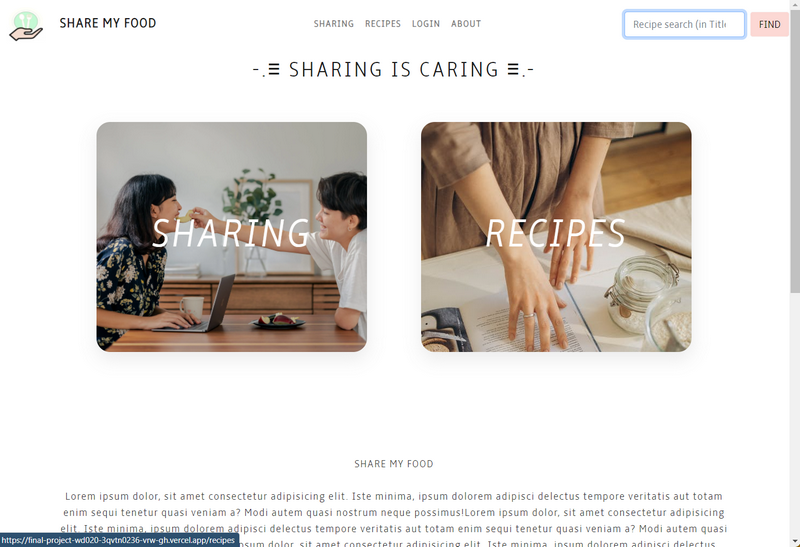 SHARE MY FOOD
SHARING RECIPES LOGIN ABOUT
Recipe search (in Titl
FIND
-.☰ SHARING IS CARING ☰.-
SHARING
RECIPES
SHARE MY FOOD
Lorem ipsum dolor, sit amet consectetur adipisicing elit. Iste minima, ipsum dolorem adipisci delectus tempore veritatis aut totam
enim sequi tenetur quasi veniam a? Modi autem quasi nostrum neque possimus!Lorem ipsum dolor, sit amet consectetur adipisicing
elit. Iste minima, ipsum dolorem adipisci delectus tempore veritatis aut totam enim sequi tenetur quasi veniam a? Modi autem quasi
ipsum dolor, sit amet consectetur adipisicing elit. Iste minima, ipsum dolorem adipisci delectus
https://final-project-wd020-3qvtn0236-vrw-gh.vercel.app/recipes